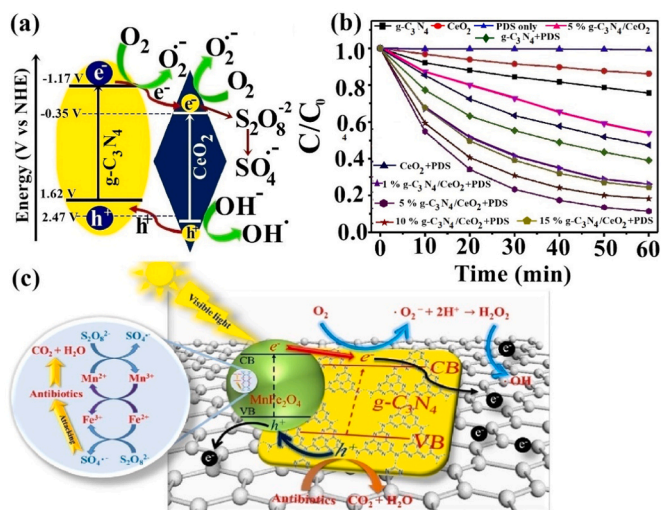 (a)
Energy (V vs NHE)
-1.17 V
-0.35 V
1.62 V
2.47 V
e⁻
g-C₃N₄
h⁺
O₂
O₂·⁻
O₂·⁻
O₂
e⁻
e⁻
CeO₂
h⁺
h⁺
S₂O₈⁻²
SO₄·⁻
OH⁻
OH·
(b)
g-C₃N₄
CeO₂
PDS only
5 % g-C₃N₄/CeO₂
g-C₃N₄+PDS
C/C₀
1.0
0.8
0.6
0.4
0.2
0.0
CeO₂+PDS
1 % g-C₃N₄/CeO₂+PDS
5 % g-C₃N₄/CeO₂+PDS
10 % g-C₃N₄/CeO₂+PDS
15 % g-C₃N₄/CeO₂+PDS
0 10 20 30 40 50 60
Time (min)
(c)
Visible light
S₂O₈²⁻
SO₄·⁻
CO₂ + H₂O
Mn²⁺
Mn³⁺
Antibiotics
Fe³⁺
Fe²⁺
Attacking
SO₄·⁻
S₂O₈²⁻
O₂
· O₂⁻ + 2H⁺ → H₂O₂
·OH
e⁻
e⁻
CB
CB
MnFe₂O₄
g-C₃N₄
VB
VB
h⁺
h⁺
e⁻
e⁻
e⁻
e⁻
e⁻
Antibiotics
CO₂ + H₂O